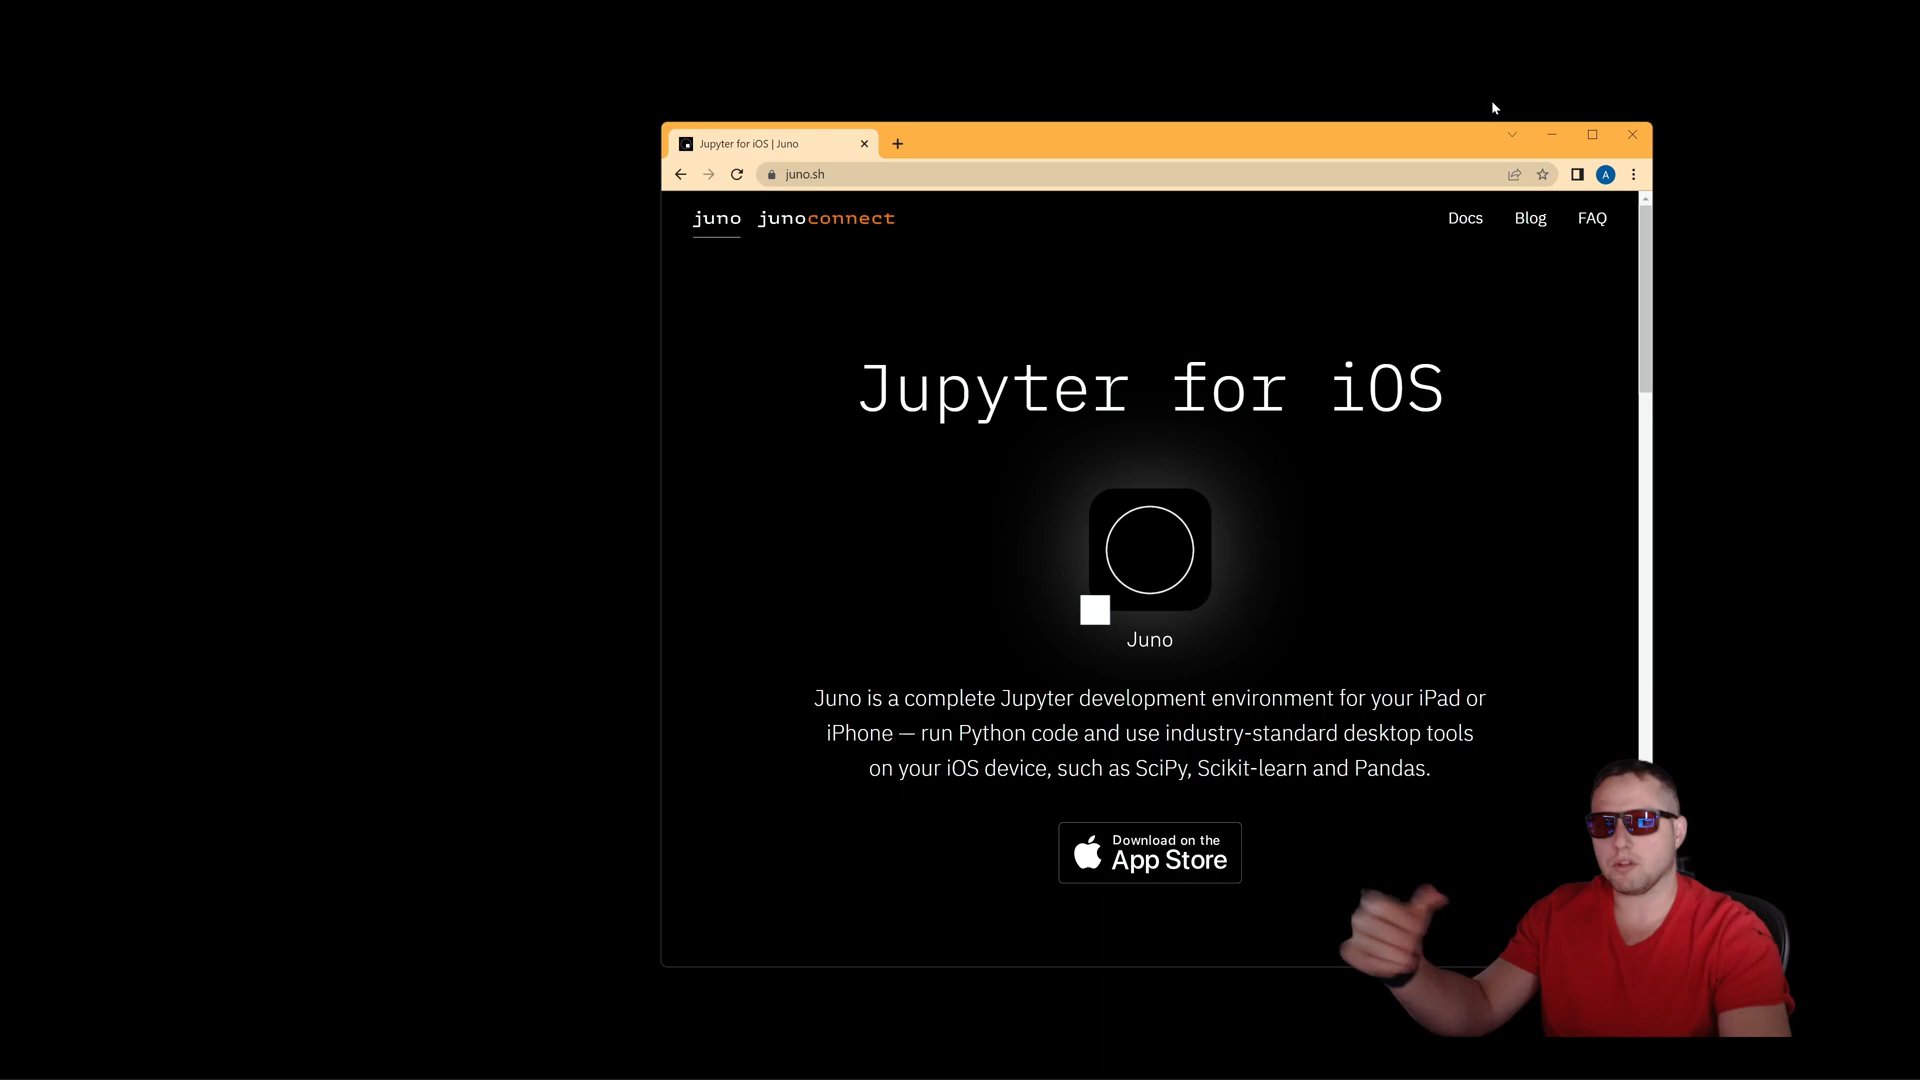 Jupyter for iOS | Juno
juno.sh
A
juno junoconnect
Docs Blog FAQ
Jupyter for iOS
Juno
Juno is a complete Jupyter development environment for your iPad or
iPhone — run Python code and use industry-standard desktop tools
on your iOS device, such as SciPy, Scikit-learn and Pandas.
Download on the
App Store